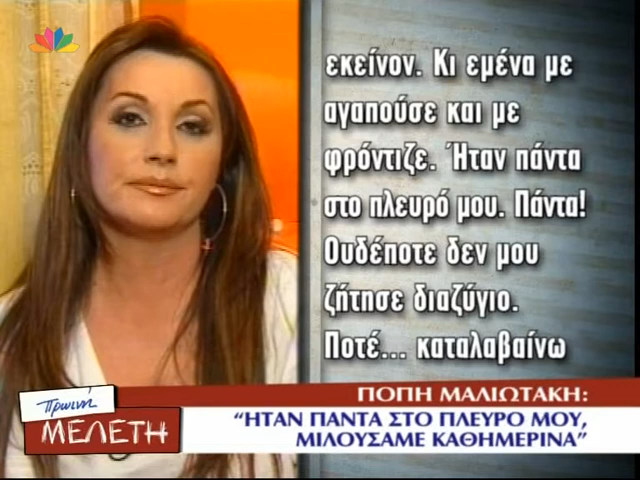 εκείνον. Κι εμένα με
αγαπούσε και με
φρόντιζε. Ήταν πάντα
στο πλευρό μου. Πάντα!
Ουδέποτε δεν μου
ζήτησε διαζύγιο.
Ποτέ... καταλαβαίνω
ΠΟΠΗ ΜΑΛΙΩΤΑΚΗ:
“ΗΤΑΝ ΠΑΝΤΑ ΣΤΟ ΠΛΕΥΡΟ ΜΟΥ,
ΜΙΛΟΥΣΑΜΕ ΚΑΘΗΜΕΡΙΝΑ”
Πρωινή
ΜΕΛΕΤΗ